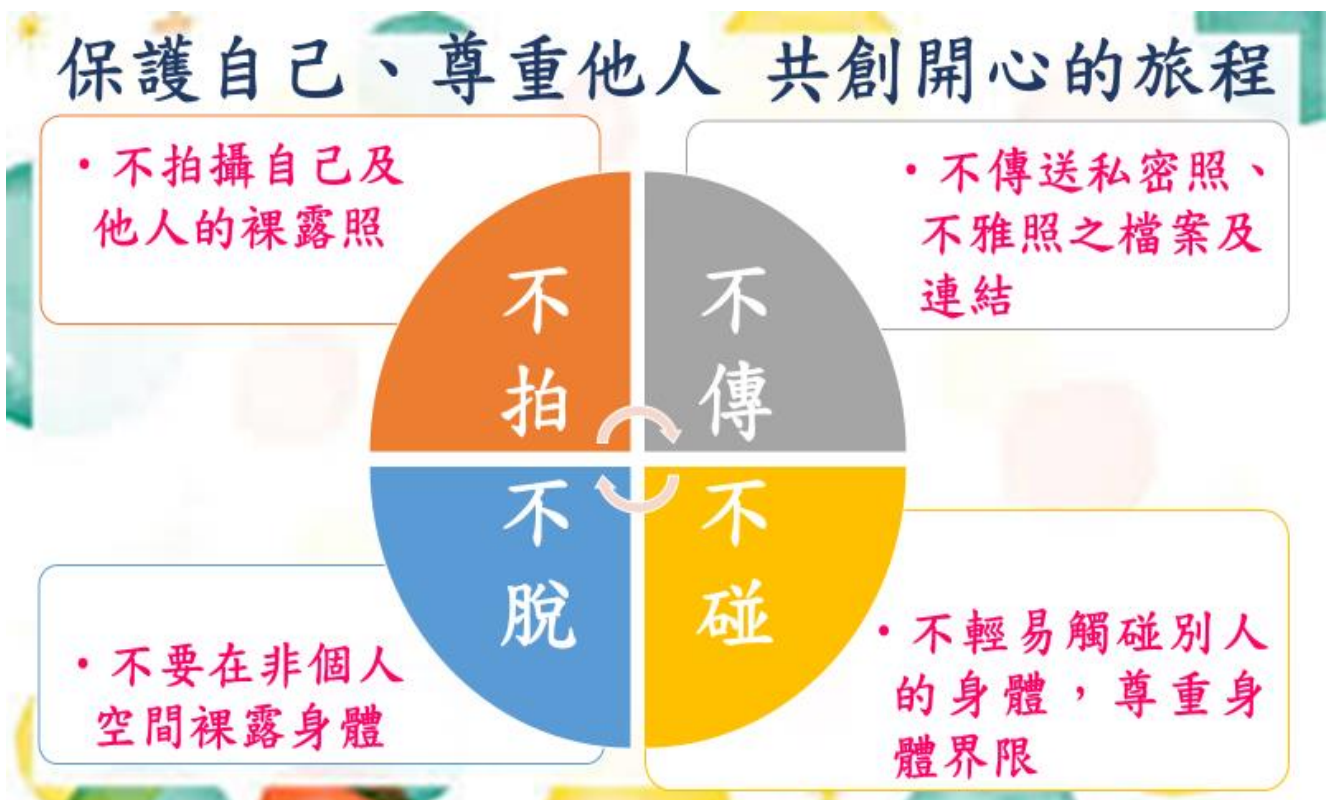 保護自己、尊重他人 共創開心的旅程
• 不拍攝自己及
他人的裸露照
• 不傳送私密照、
不雅照之檔案及
連結
不
拍
不
傳
不
脫
不
碰
• 不要在非個人
空間裸露身體
• 不輕易觸碰別人
的身體，尊重身
體界限